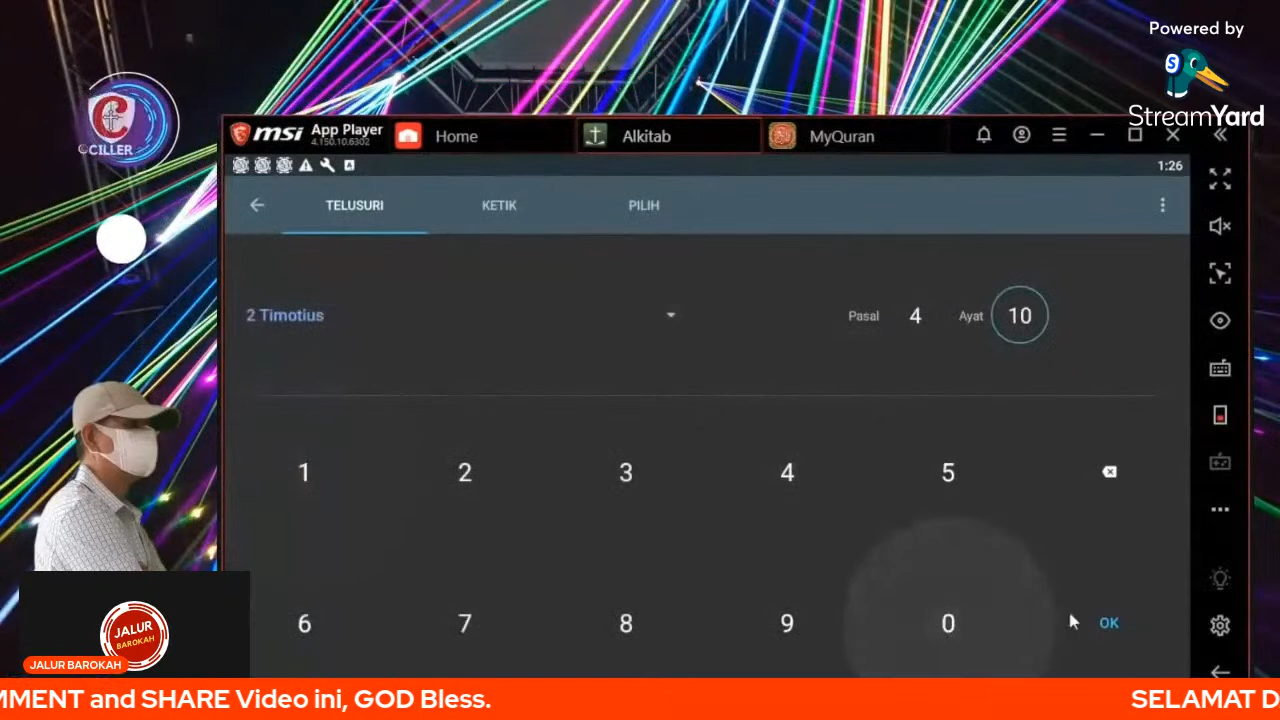 Powered by
StreamYard
CILLER
msi App Player
4.150.10.6302
Home
Alkitab
MyQuran
1:26
TELUSURI
KETIK
PILIH
2 Timotius
Pasal 4 Ayat 10
1 2 3 4 5
6 7 8 9 0 OK
JALUR
BAROKAH
JALUR BAROKAH
MMENT and SHARE Video ini, GOD Bless.
SELAMAT D